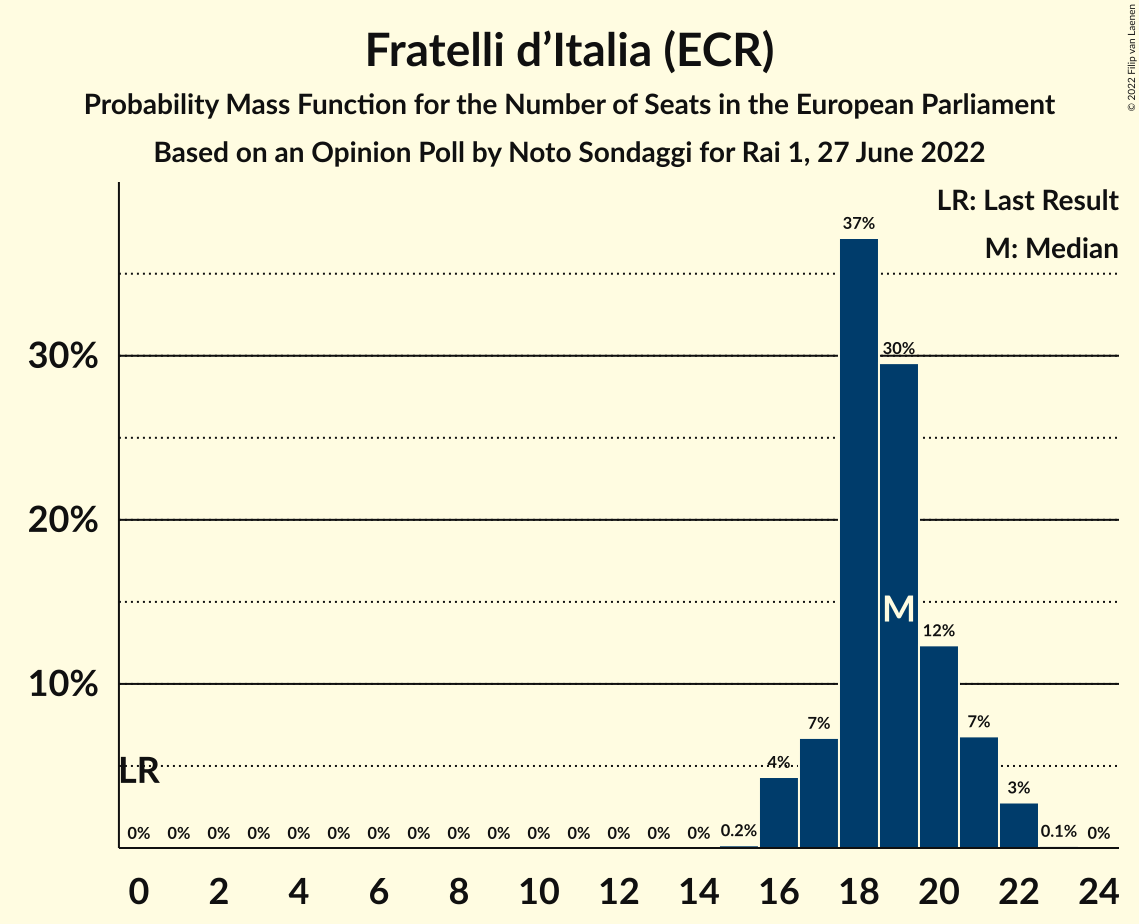 © 2022 Filip van Laenen
Fratelli d’Italia (ECR)
Probability Mass Function for the Number of Seats in the European Parliament
Based on an Opinion Poll by Noto Sondaggi for Rai 1, 27 June 2022
LR: Last Result
M: Median
37%
30%
30%
20%
M
12%
10%
7%
7%
4%
3%
LR
0% 0% 0% 0% 0% 0% 0% 0% 0% 0% 0% 0% 0% 0% 0% 0.2% 0.1% 0%
0 2 4 6 8 10 12 14 16 18 20 22 24